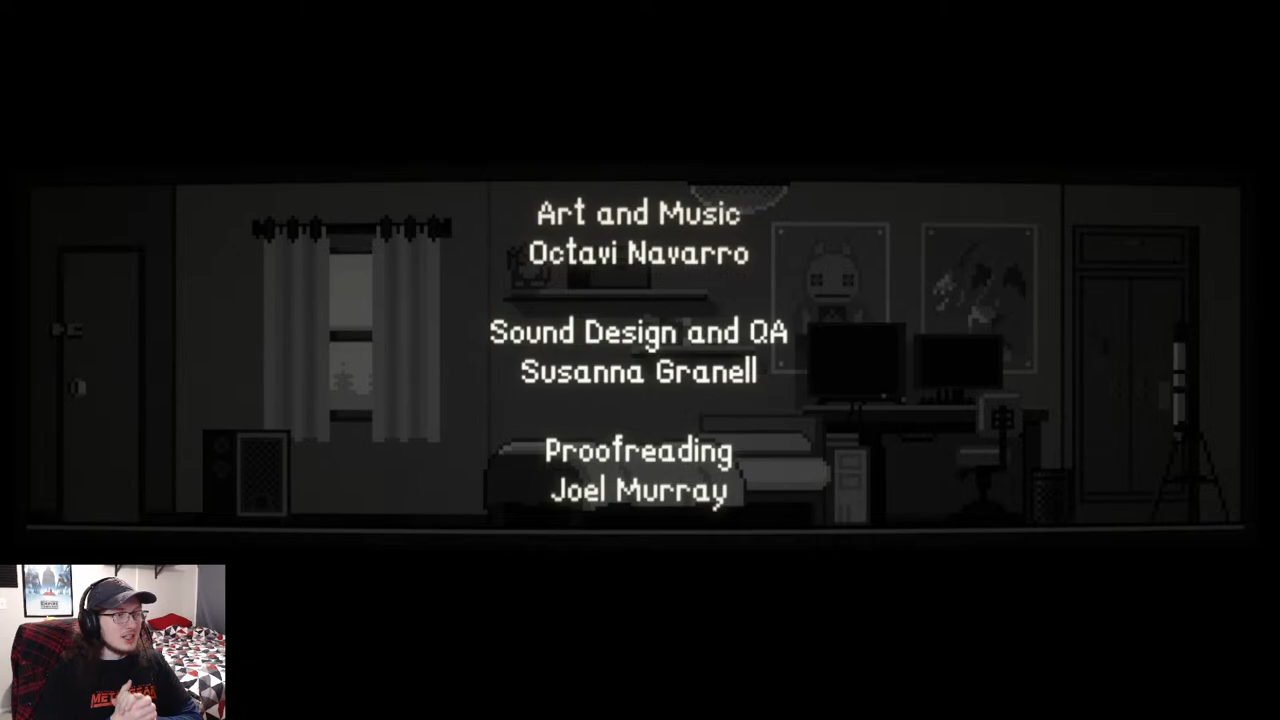 Art and Music
Octavi Navarro
Sound Design and QA
Susanna Granell
Proofreading
Joel Murray